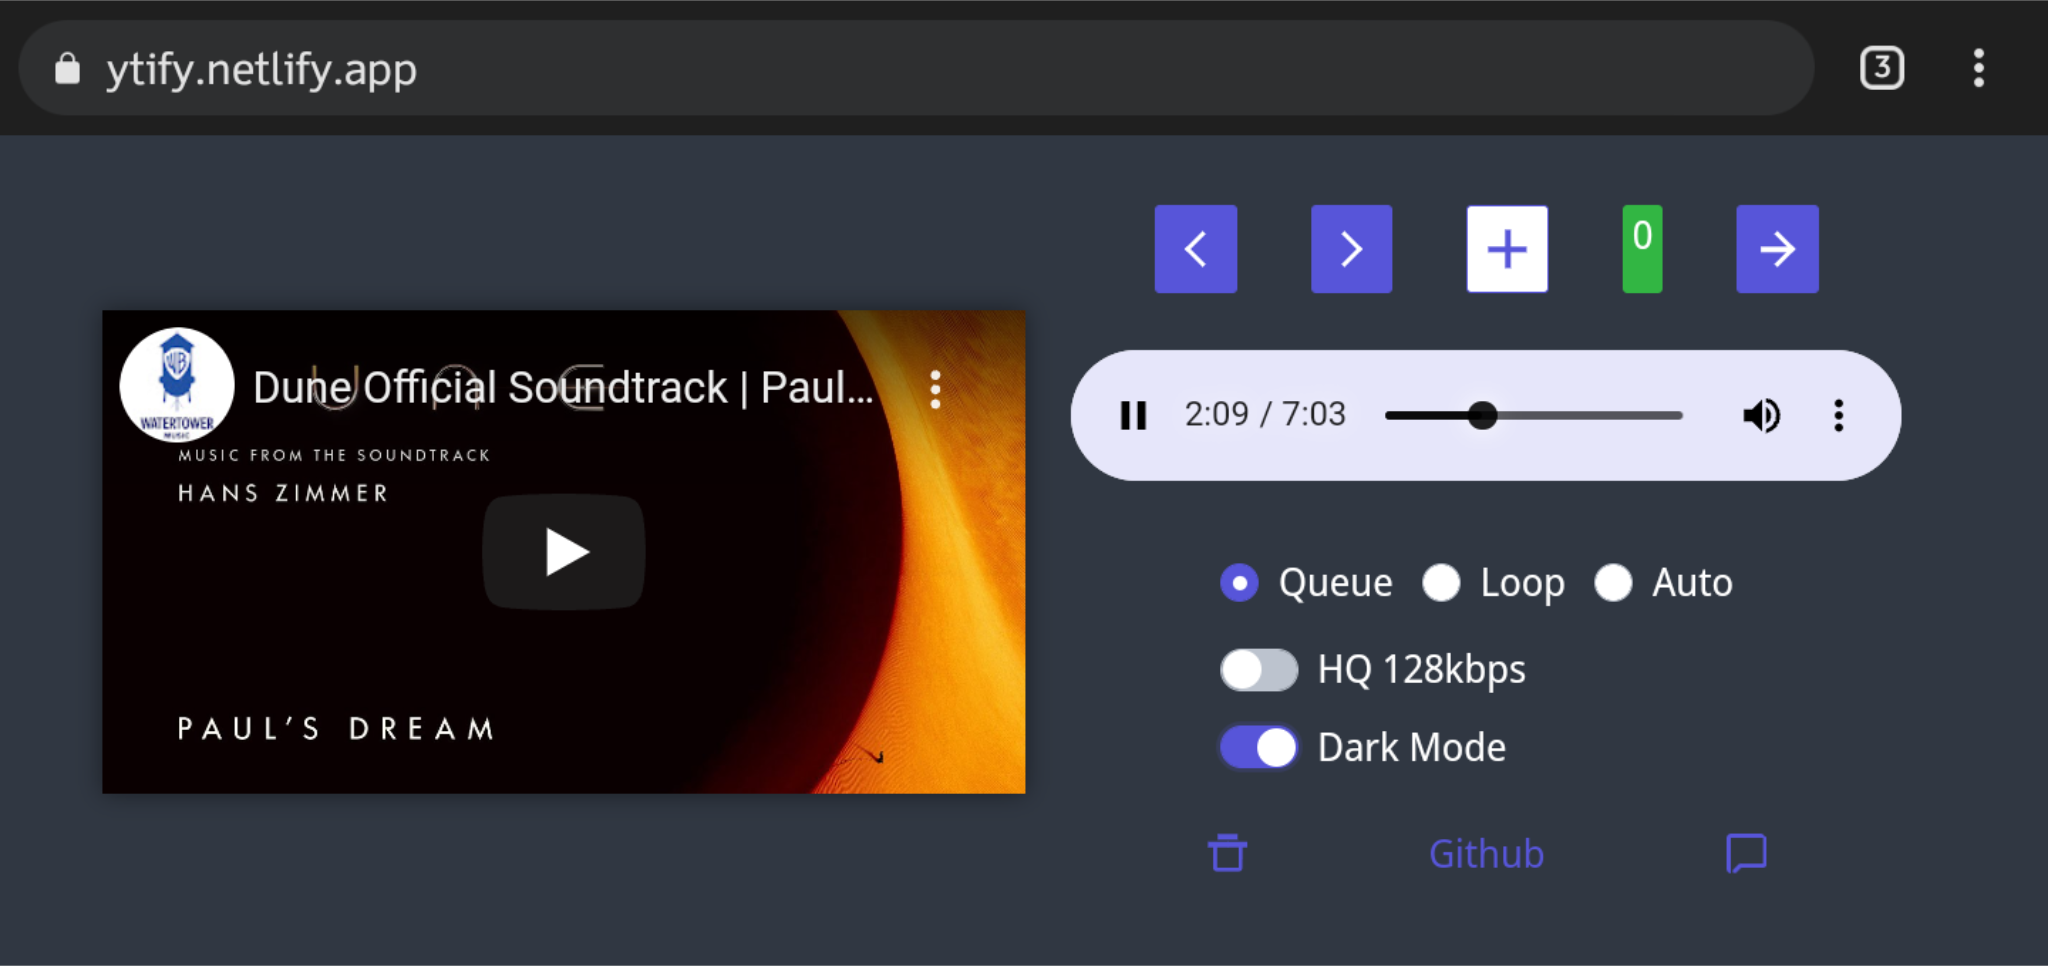 ytify.netlify.app
3
0
WATERTOWER
MUSIC
Dune Official Soundtrack | Paul...
MUSIC FROM THE SOUNDTRACK
HANS ZIMMER
PAUL'S DREAM
2:09 / 7:03
Queue Loop Auto
HQ 128kbps
Dark Mode
Github